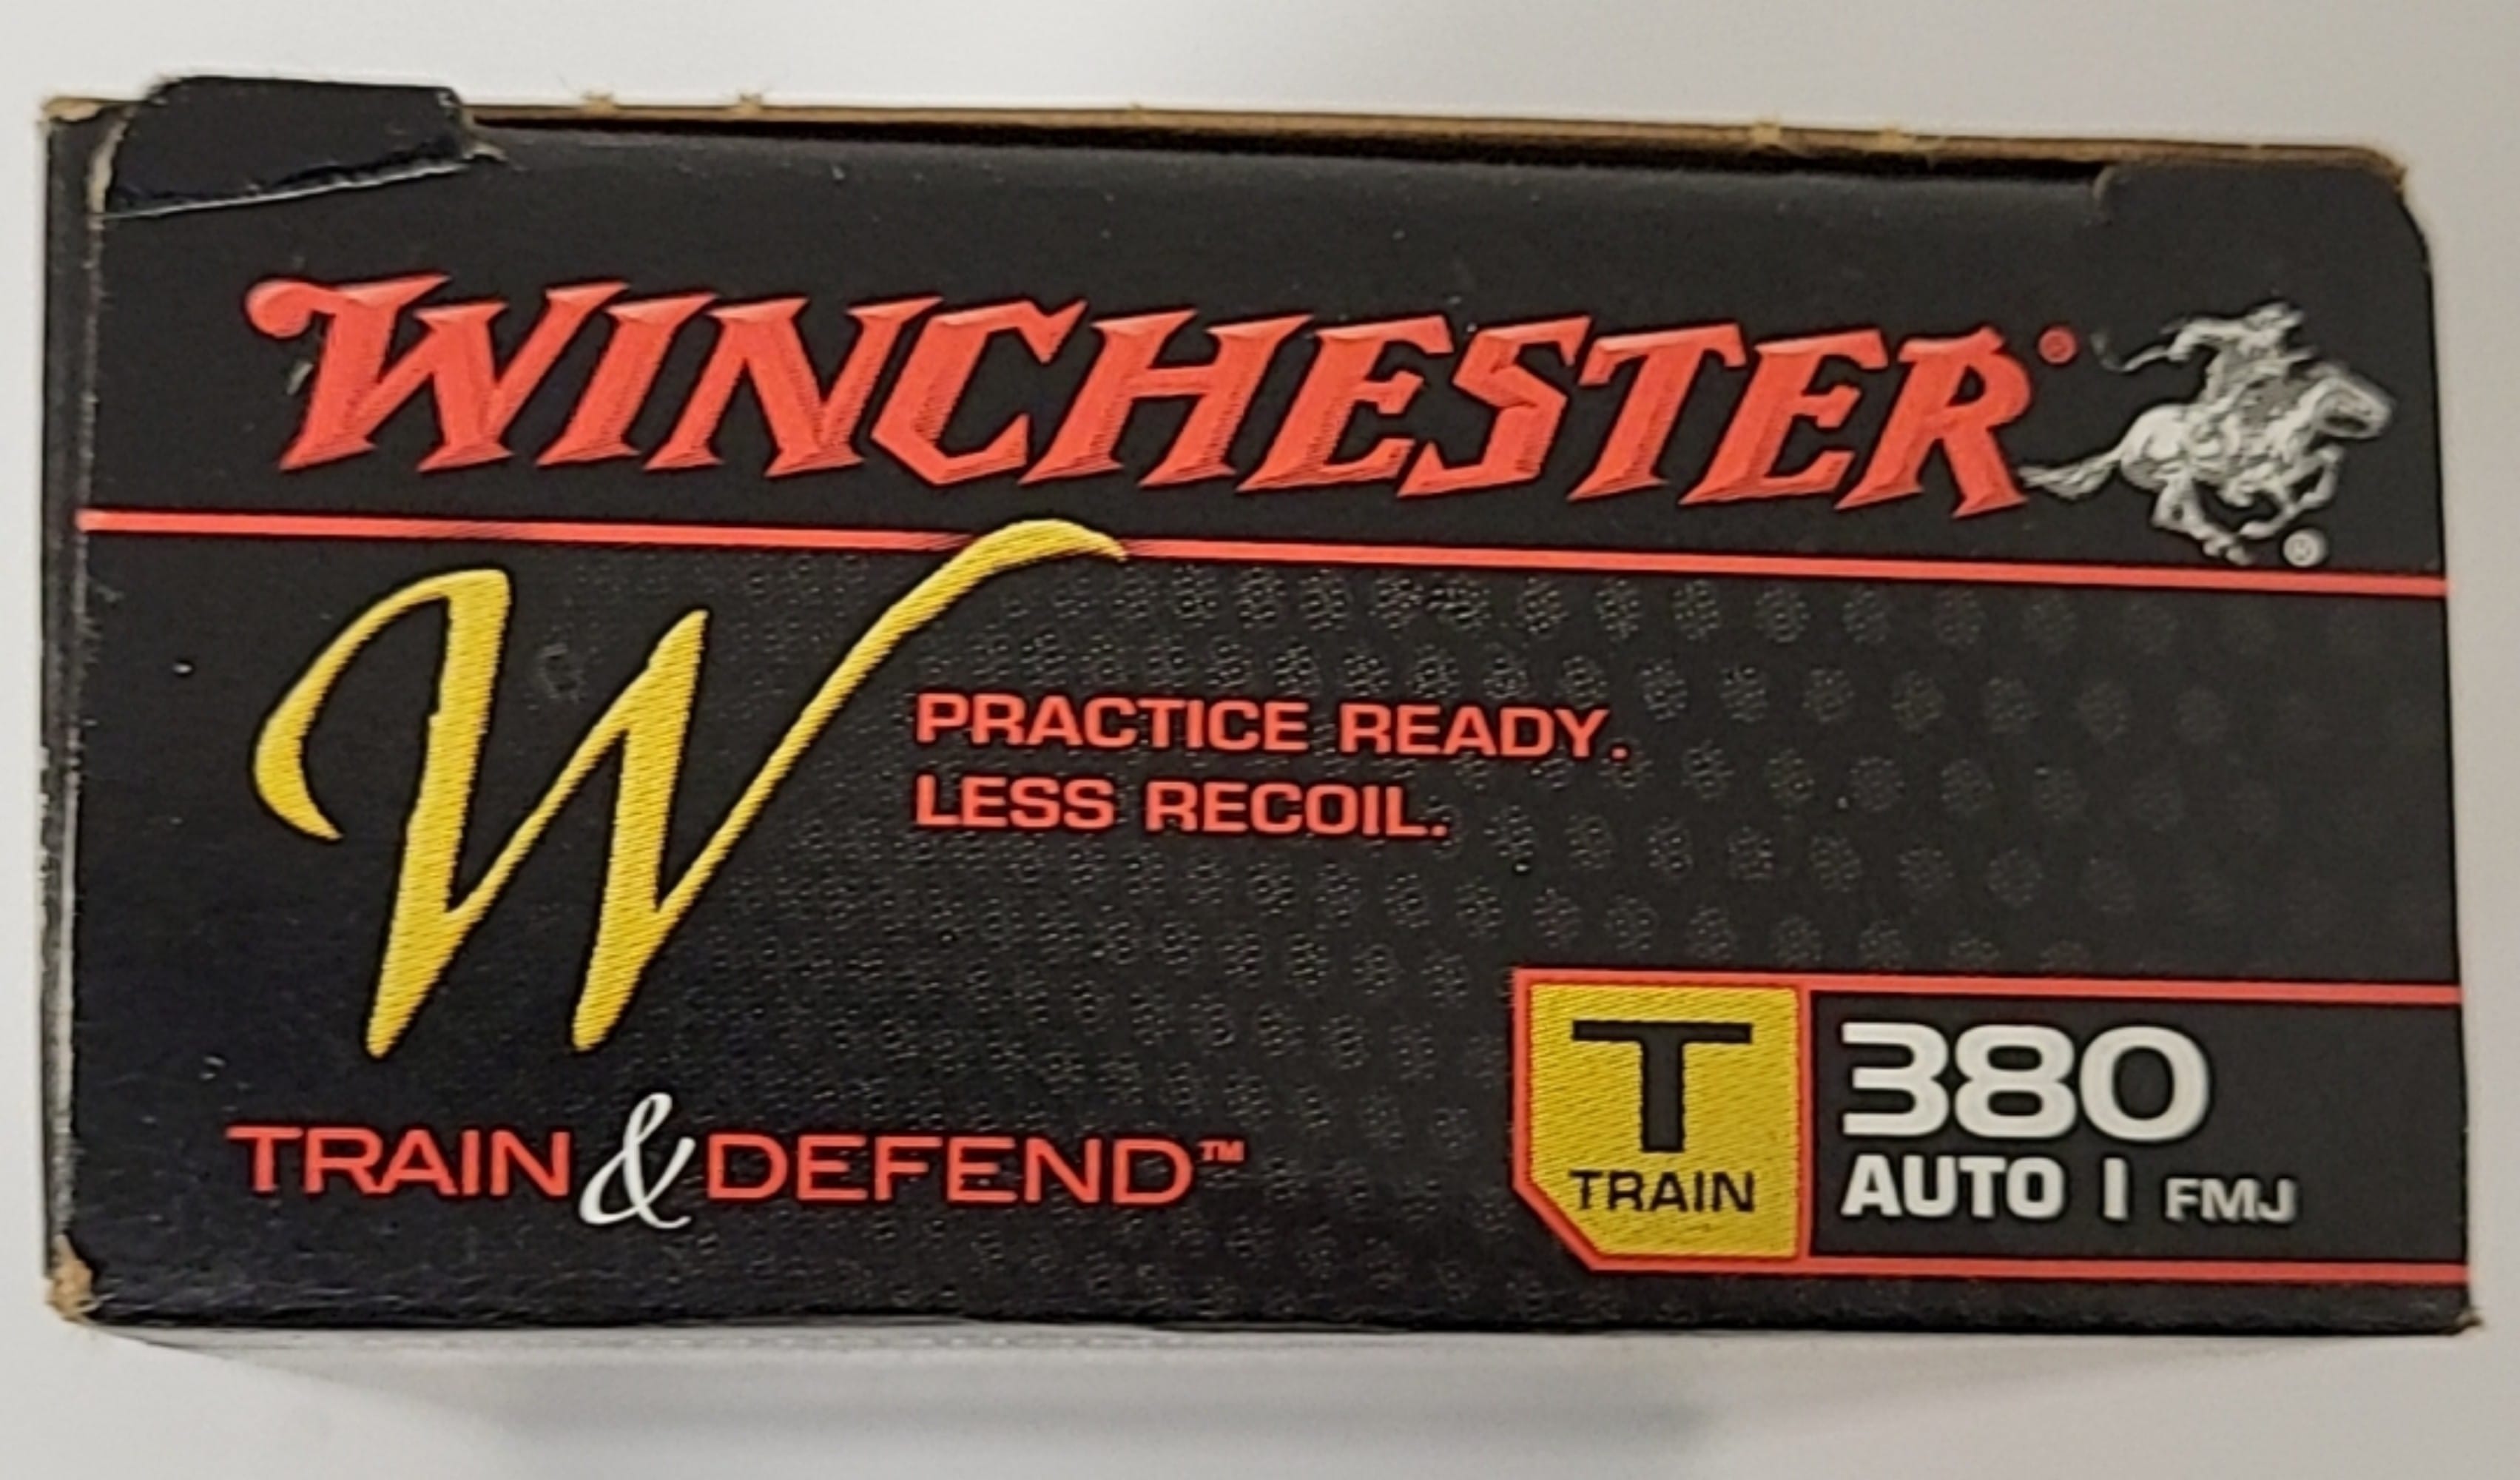 WINCHESTER®
®
W
PRACTICE READY.
LESS RECOIL.
TRAIN & DEFEND™
T
TRAIN
380
AUTO | FMJ